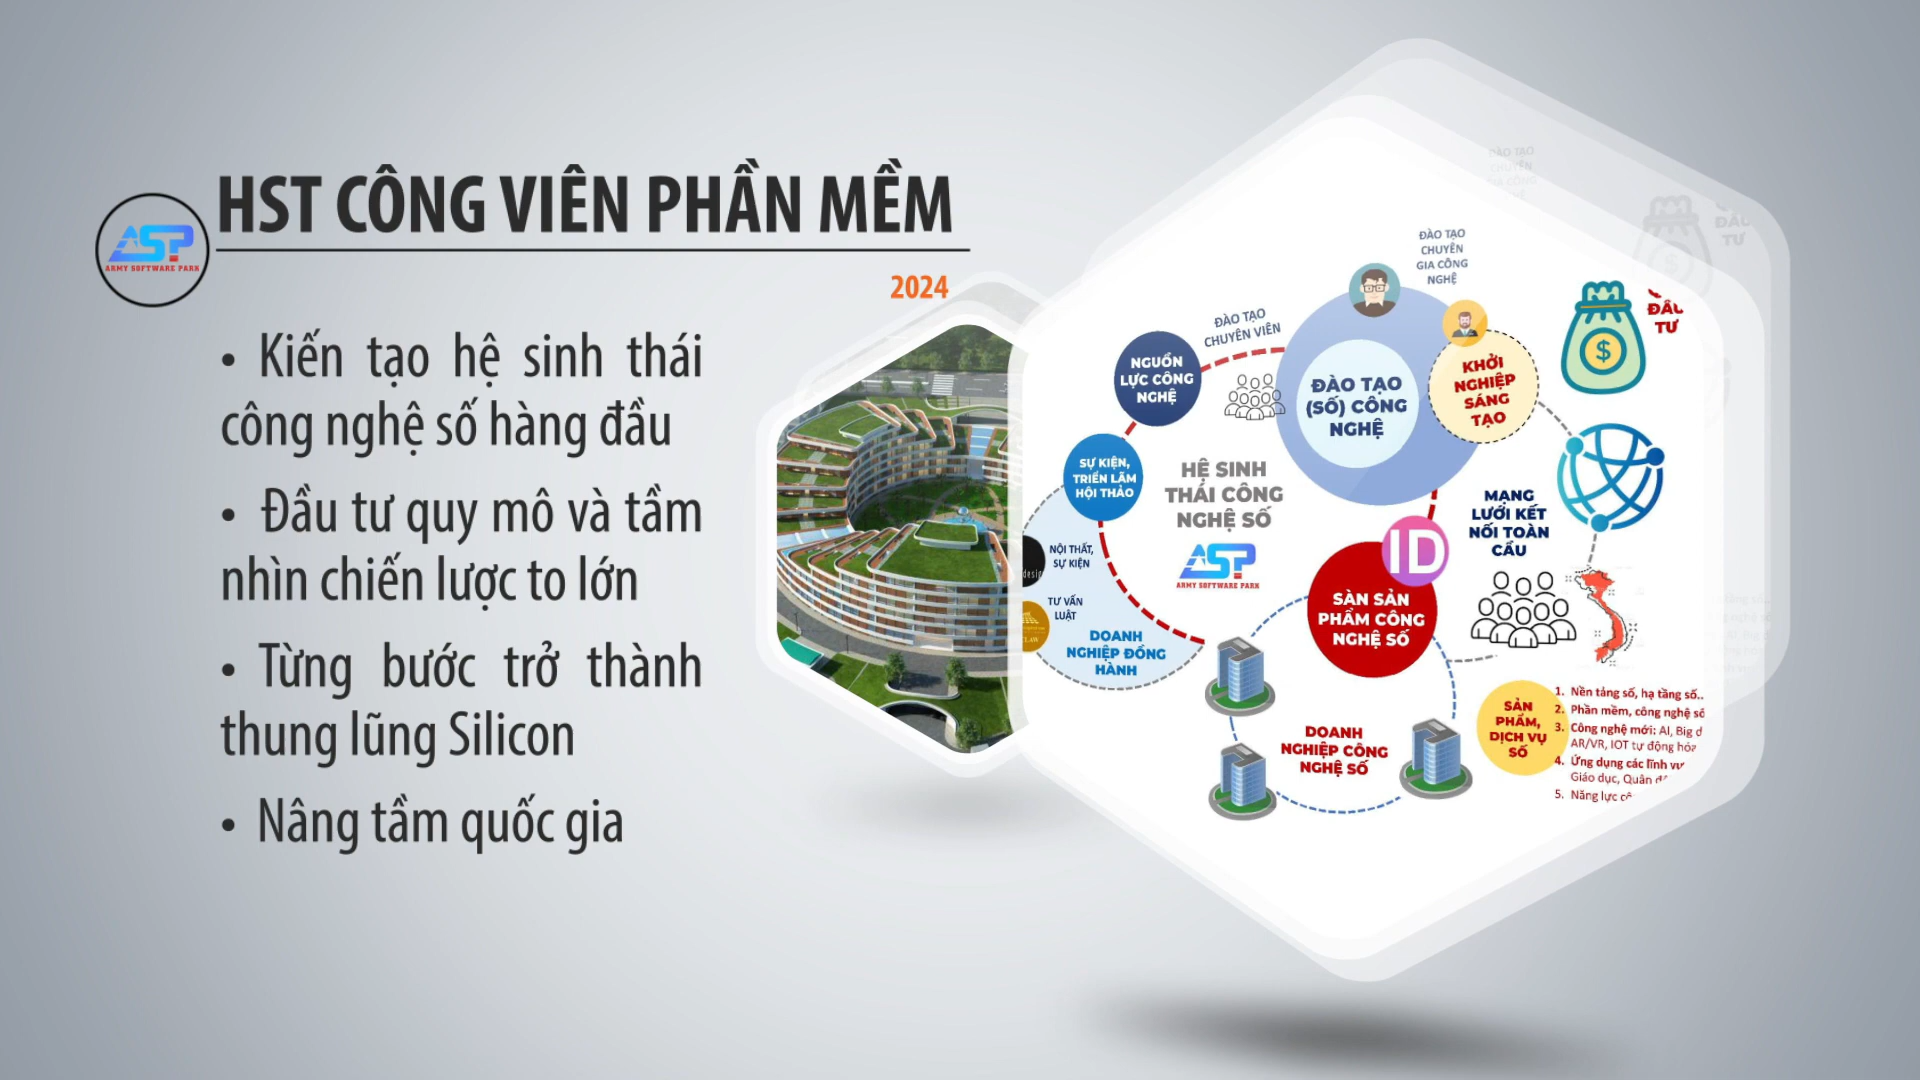 HST CÔNG VIÊN PHẦN MỀM
ASP
ARMY SOFTWARE PARK
2024
• Kiến tạo hệ sinh thái
công nghệ số hàng đầu
• Đầu tư quy mô và tầm
nhìn chiến lược to lớn
• Từng bước trở thành
thung lũng Silicon
• Nâng tầm quốc gia
ĐÀO TẠO
CHUYÊN
GIA CÔNG
NGHỆ
ĐÀO TẠO
CHUYÊN VIÊN
NGUỒN
LỰC CÔNG
NGHỆ
ĐÀO TẠO
(SỐ) CÔNG
NGHỆ
KHỞI
NGHIỆP
SÁNG
TẠO
$
ĐẦU
TƯ
SỰ KIỆN,
TRIỂN LÃM
HỘI THẢO
HỆ SINH
THÁI CÔNG
NGHỆ SỐ
ASP
ARMY SOFTWARE PARK
MẠNG
LƯỚI KẾT
NỐI TOÀN
CẦU
ID
NỘI THẤT,
SỰ KIỆN
TƯ VẤN
LUẬT
DOANH
NGHIỆP ĐỒNG
HÀNH
SÀN SẢN
PHẨM CÔNG
NGHỆ SỐ
DOANH
NGHIỆP CÔNG
NGHỆ SỐ
SẢN
PHẨM,
DỊCH VỤ
SỐ
1. Nền tảng số, hạ tầng số..
2. Phần mềm, công nghệ số
3. Công nghệ mới: AI, Big d
AR/VR, IOT tự động hóa
4. Ứng dụng các lĩnh vự
Giáo dục, Quân
5. Năng lực